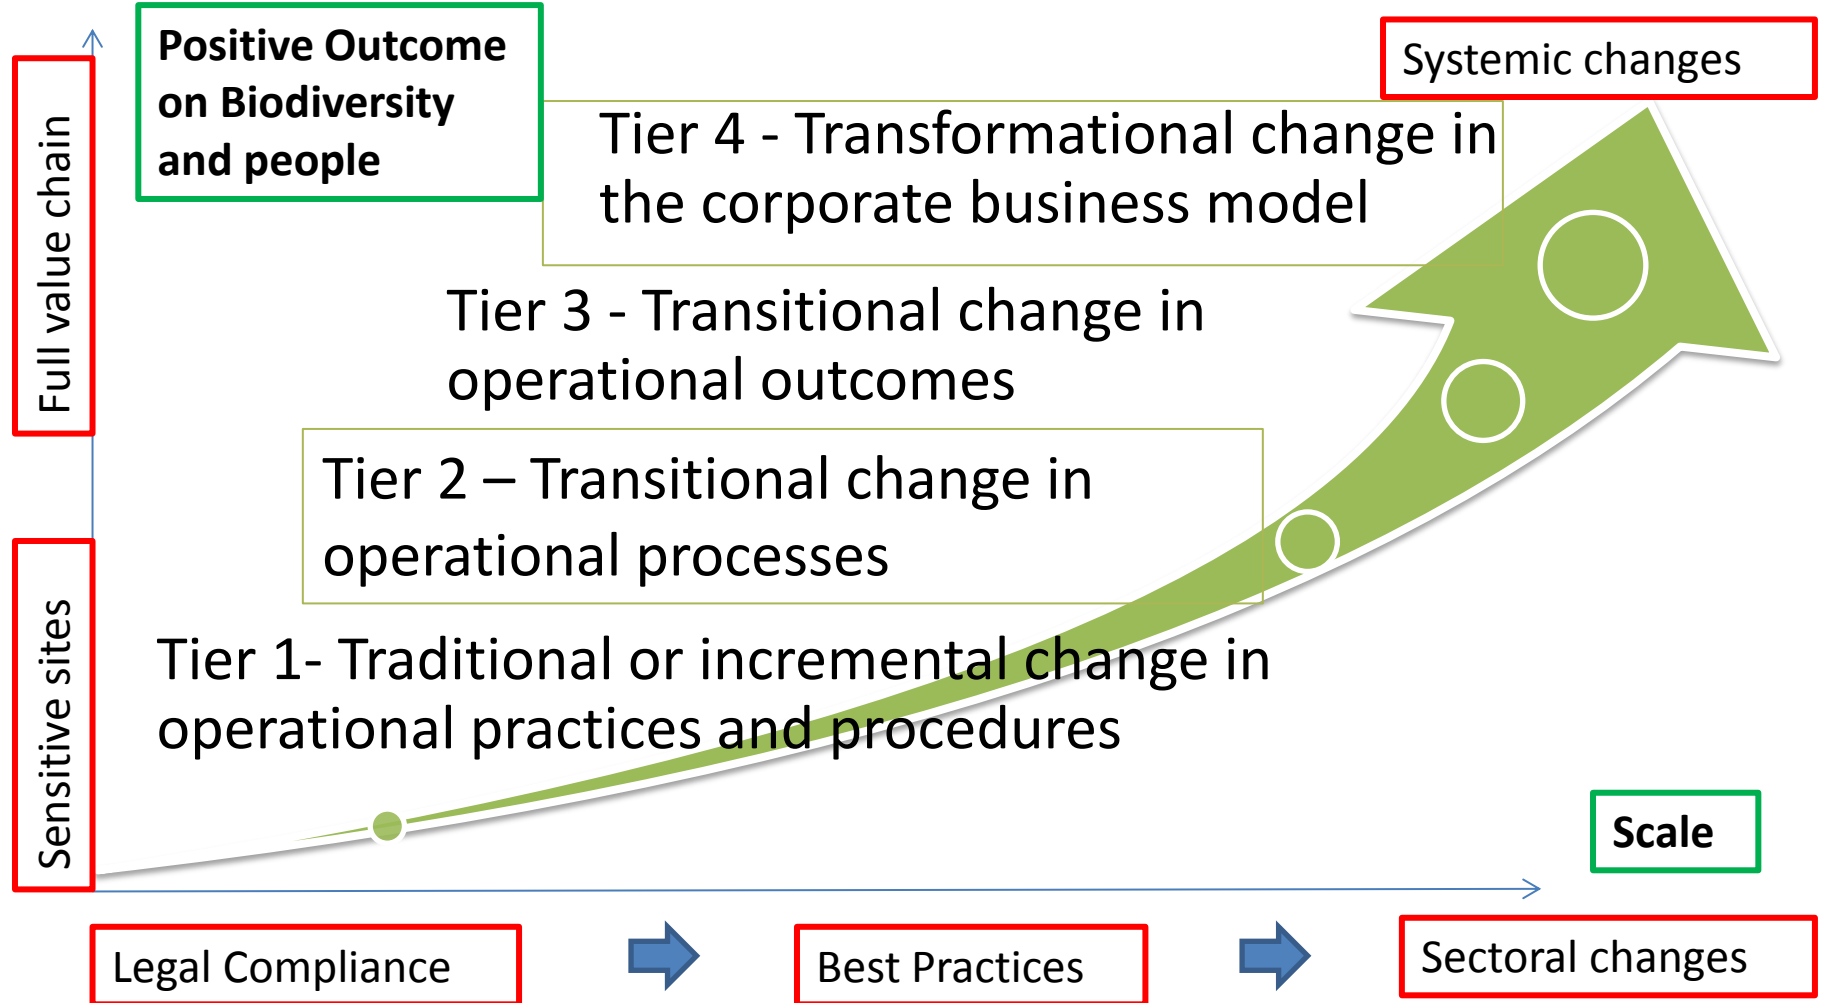 Positive Outcome
on Biodiversity
and people
Systemic changes
Full value chain
Tier 4 - Transformational change in
the corporate business model
Tier 3 - Transitional change in
operational outcomes
Tier 2 – Transitional change in
operational processes
Sensitive sites
Tier 1- Traditional or incremental change in
operational practices and procedures
Scale
Legal Compliance
Best Practices
Sectoral changes